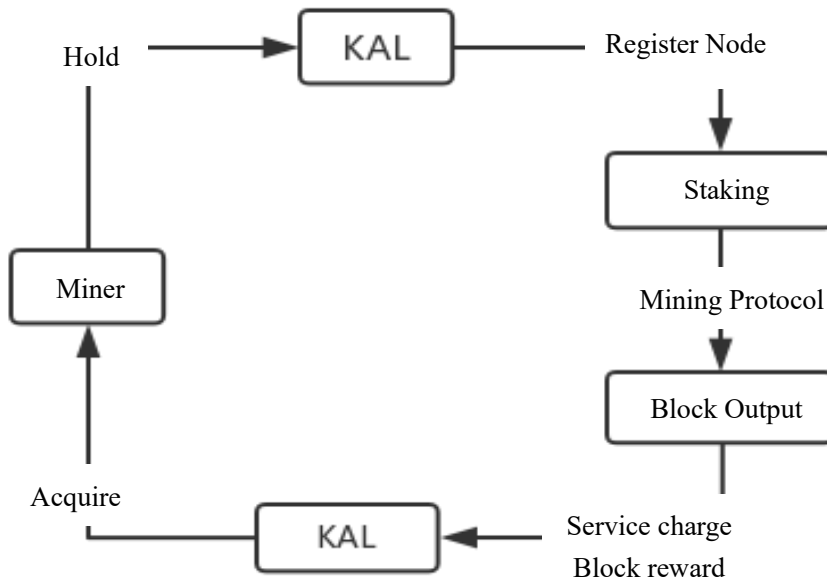 Hold
KAL
Register Node
Staking
Miner
Mining Protocol
Block Output
Acquire
KAL
Service charge
Block reward